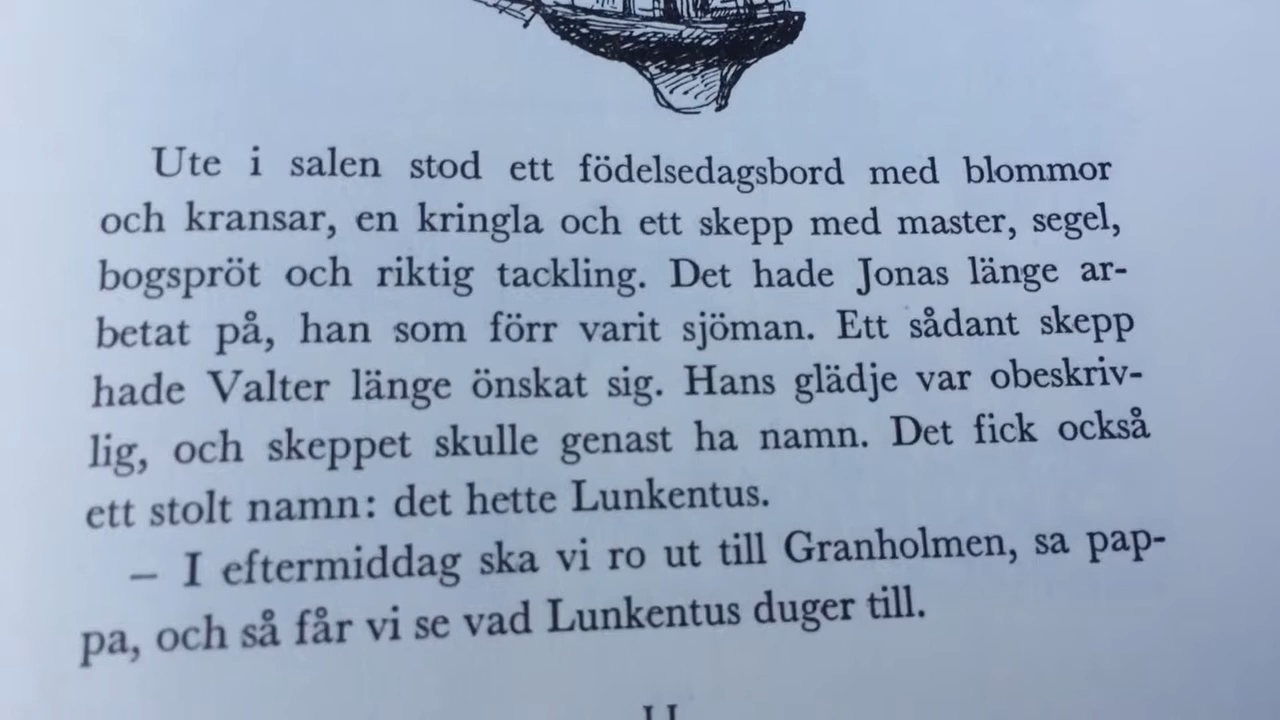 Ute i salen stod ett födelsedagsbord med blommor
och kransar, en kringla och ett skepp med master, segel,
bogspröt och riktig tackling. Det hade Jonas länge ar-
betat på, han som förr varit sjöman. Ett sådant skepp
hade Valter länge önskat sig. Hans glädje var obeskriv-
lig, och skeppet skulle genast ha namn. Det fick också
ett stolt namn: det hette Lunkentus.
– I eftermiddag ska vi ro ut till Granholmen, sa pap-
pa, och så får vi se vad Lunkentus duger till.